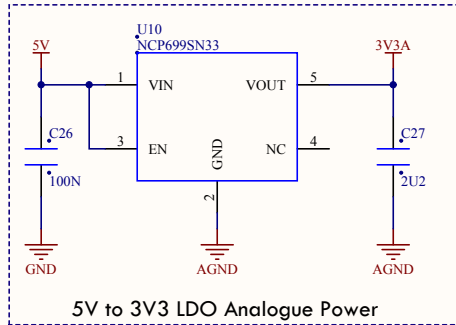 U10
5V
NCP699SN33
3V3A
1
VIN
VOUT
5
C26
3
EN
GND
NC
4
C27
100N
2
2U2
GND
AGND
AGND
5V to 3V3 LDO Analogue Power